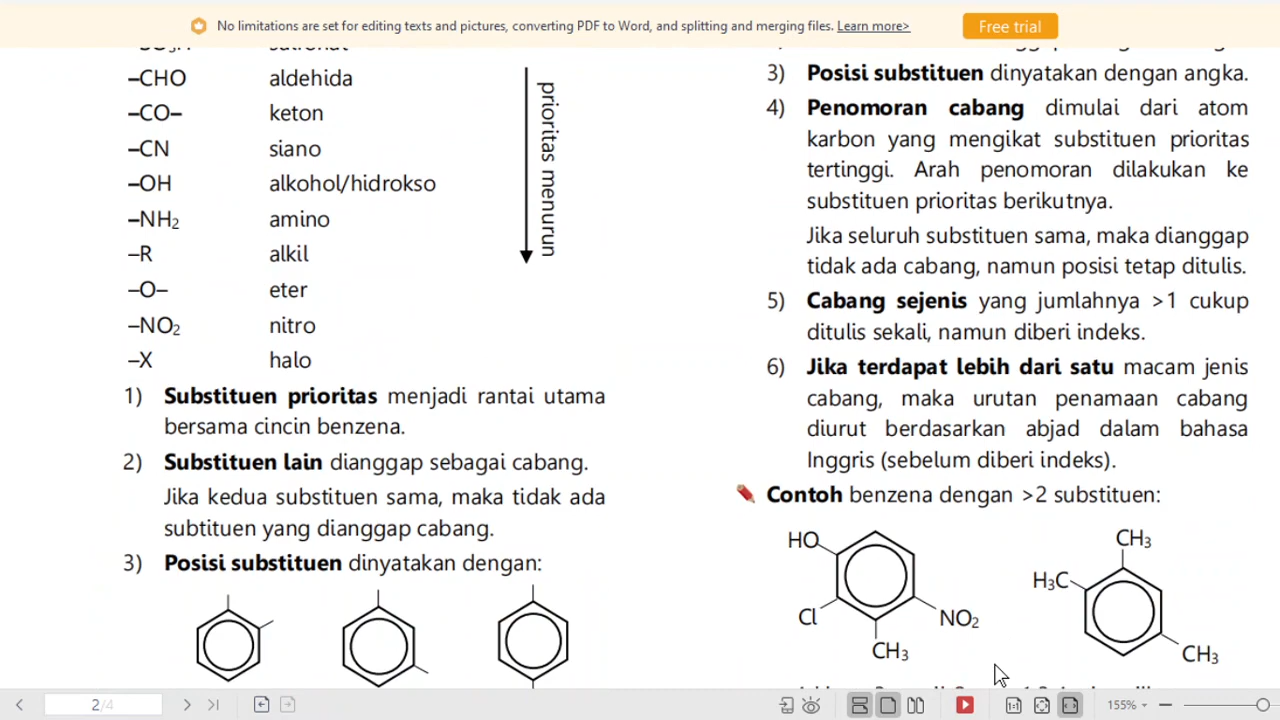 No limitations are set for editing texts and pictures, converting PDF to Word, and splitting and merging files. Learn more>
Free trial
–CHO aldehida
–CO– keton
–CN siano
–OH alkohol/hidrokso
–NH2 amino
–R alkil
–O– eter
–NO2 nitro
–X halo
prioritas menurun
1) Substituen prioritas menjadi rantai utama
bersama cincin benzena.
2) Substituen lain dianggap sebagai cabang.
Jika kedua substituen sama, maka tidak ada
subtituen yang dianggap cabang.
3) Posisi substituen dinyatakan dengan:
3) Posisi substituen dinyatakan dengan angka.
4) Penomoran cabang dimulai dari atom
karbon yang mengikat substituen prioritas
tertinggi. Arah penomoran dilakukan ke
substituen prioritas berikutnya.
Jika seluruh substituen sama, maka dianggap
tidak ada cabang, namun posisi tetap ditulis.
5) Cabang sejenis yang jumlahnya >1 cukup
ditulis sekali, namun diberi indeks.
6) Jika terdapat lebih dari satu macam jenis
cabang, maka urutan penamaan cabang
diurut berdasarkan abjad dalam bahasa
Inggris (sebelum diberi indeks).
Contoh benzena dengan >2 substituen:
HO
Cl
CH3
NO2
CH3
H3C
CH3
2/4
1:1
155%